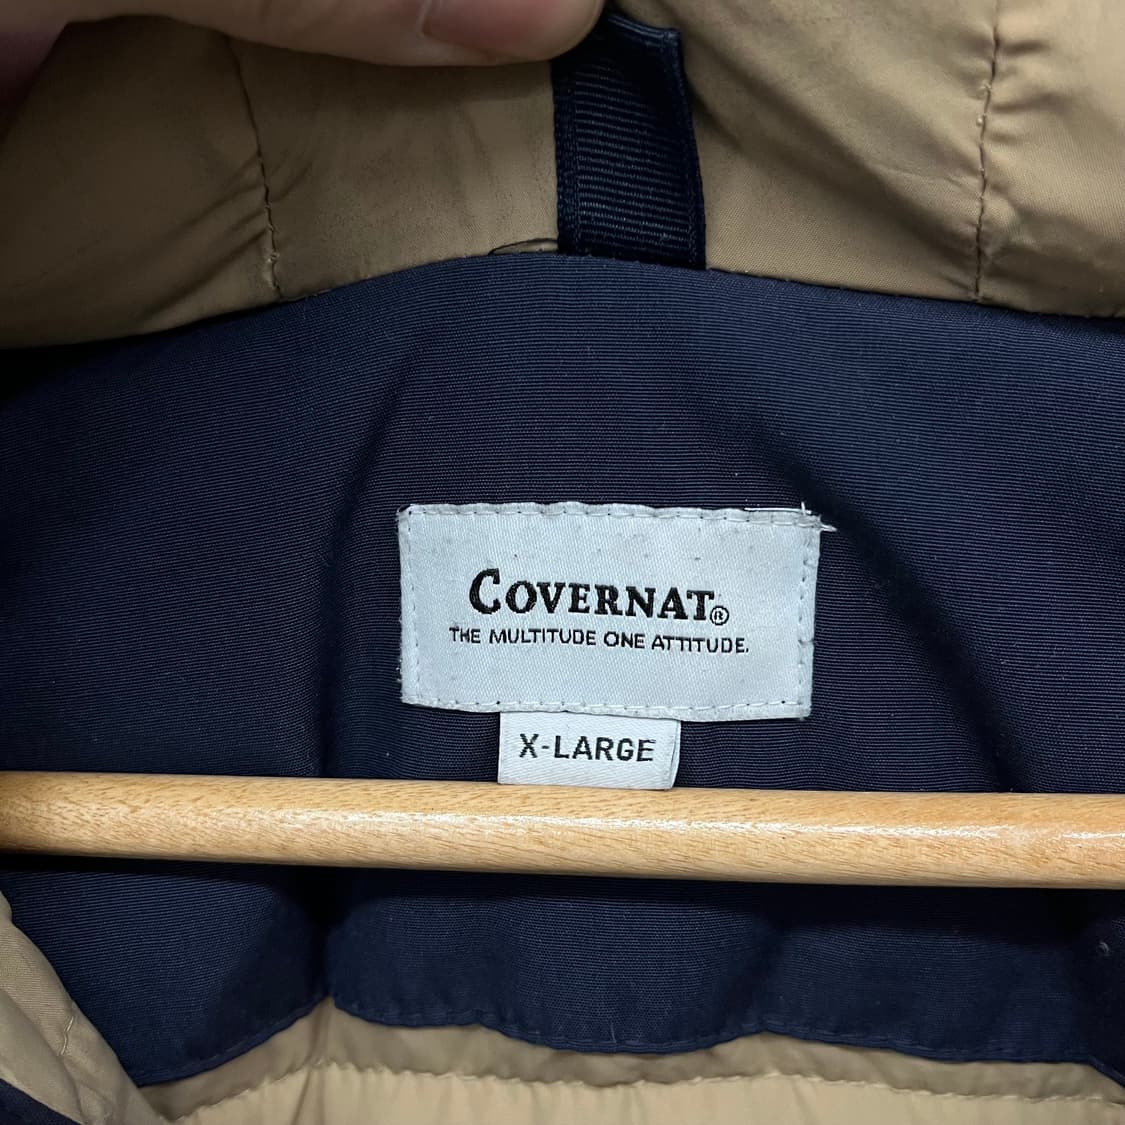 COVERNAT®
THE MULTITUDE ONE ATTITUDE.
X-LARGE